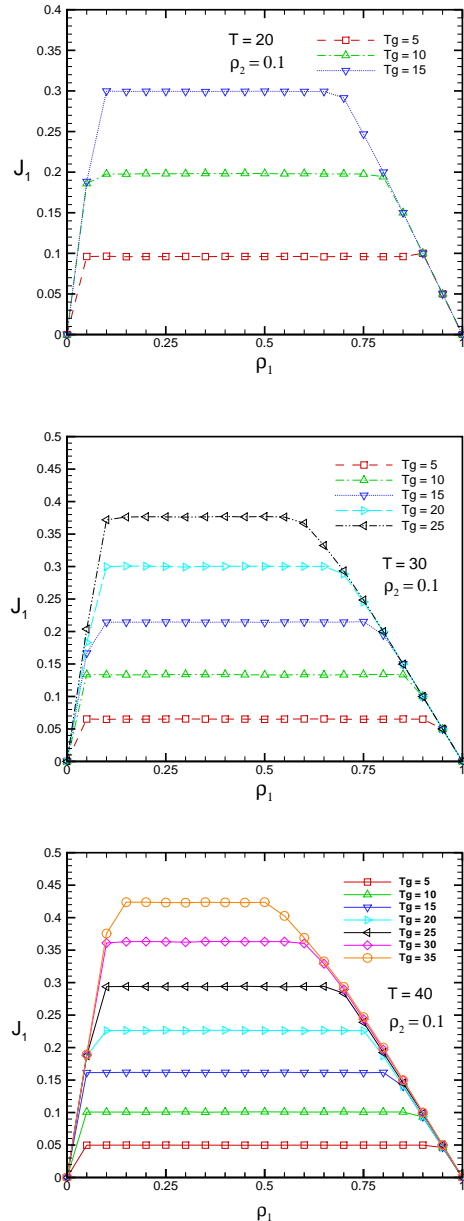 0.4
0.35
0.3
0.25
0.2
0.15
0.1
0.05
0
J₁
T = 20
ρ₂ = 0.1
Tg = 5
Tg = 10
Tg = 15
0 0.25 0.5 0.75 1
ρ₁
0.5
0.45
0.4
0.35
0.3
0.25
0.2
0.15
0.1
0.05
0
J₁
Tg = 5
Tg = 10
Tg = 15
Tg = 20
Tg = 25
T = 30
ρ₂ = 0.1
0 0.25 0.5 0.75 1
ρ₁
0.5
0.45
0.4
0.35
0.3
0.25
0.2
0.15
0.1
0.05
0
J₁
Tg = 5
Tg = 10
Tg = 15
Tg = 20
Tg = 25
Tg = 30
Tg = 35
T = 40
ρ₂ = 0.1
0 0.25 0.5 0.75 1
ρ₁